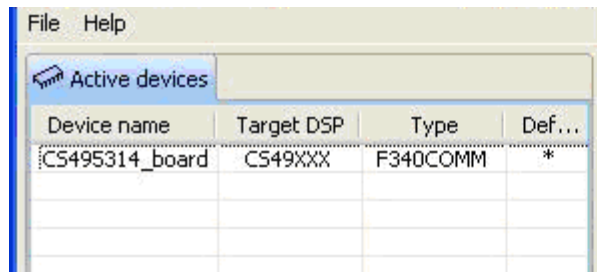 File Help
Active devices
Device name Target DSP Type Def...
CS495314_board CS49XXX F340COMM *